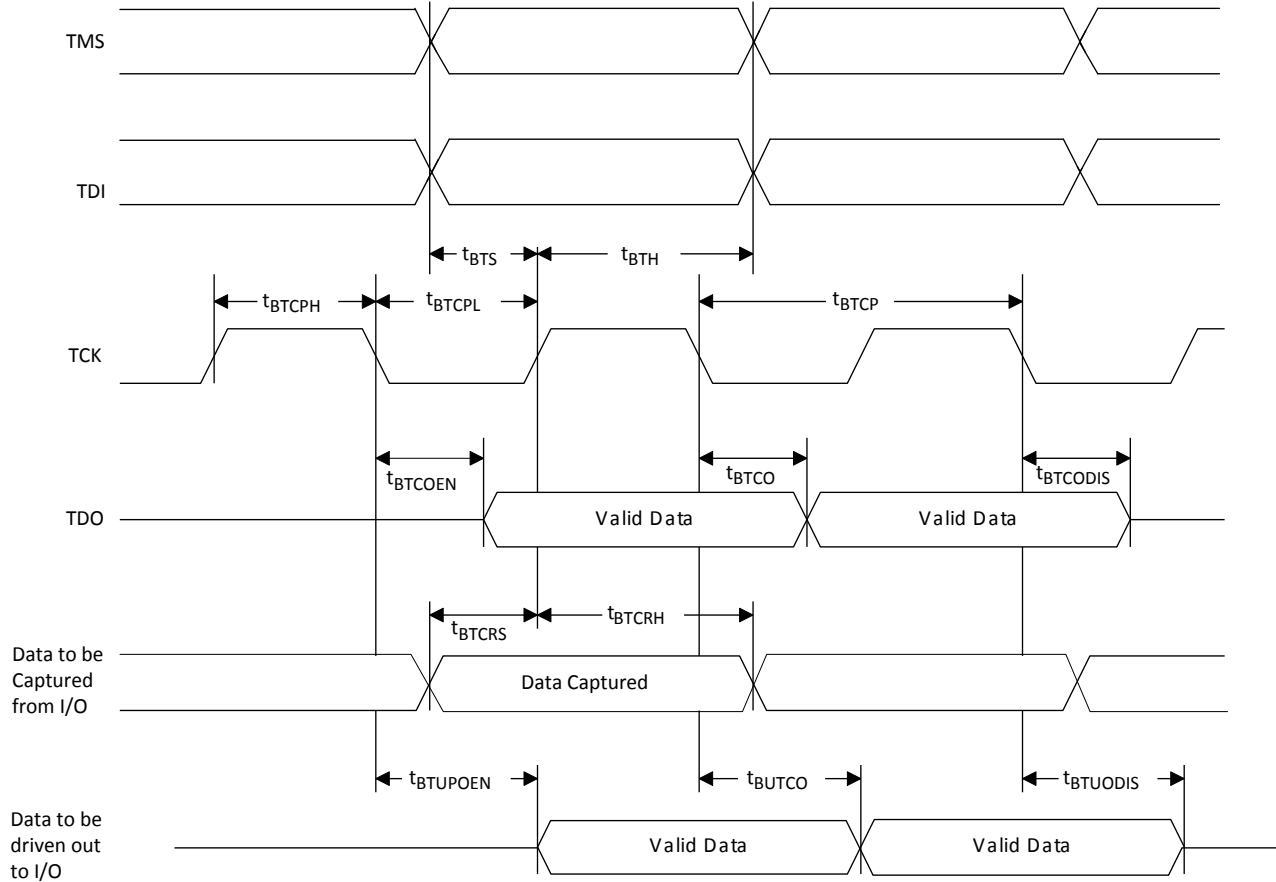 TMS
TDI
tBTS
tBTH
tBTCPH
tBTCPL
tBTCP
TCK
tBTCOEN
tBTCO
tBTCODIS
TDO
Valid Data
Valid Data
tBTCRS
tBTCRH
Data to be
Captured
from I/O
Data Captured
tBTUPOEN
tBUTCO
tBTUODIS
Data to be
driven out
to I/O
Valid Data
Valid Data